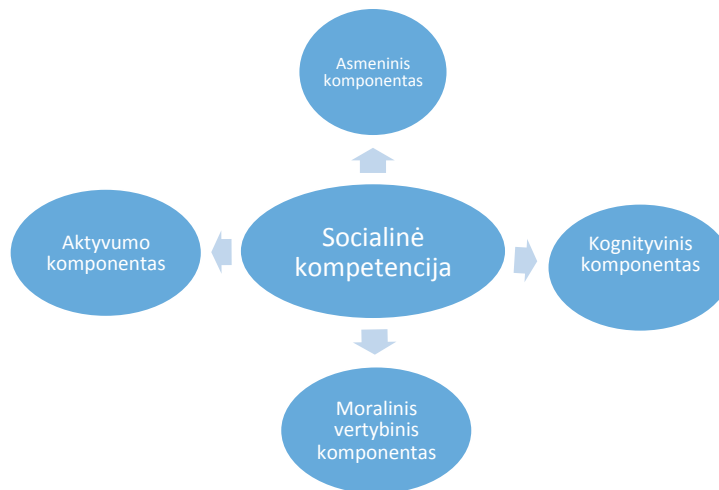 Asmeninis
komponentas
Aktyvumo
komponentas
Socialinė
kompetencija
Kognityvinis
komponentas
Moralinis
vertybinis
komponentas